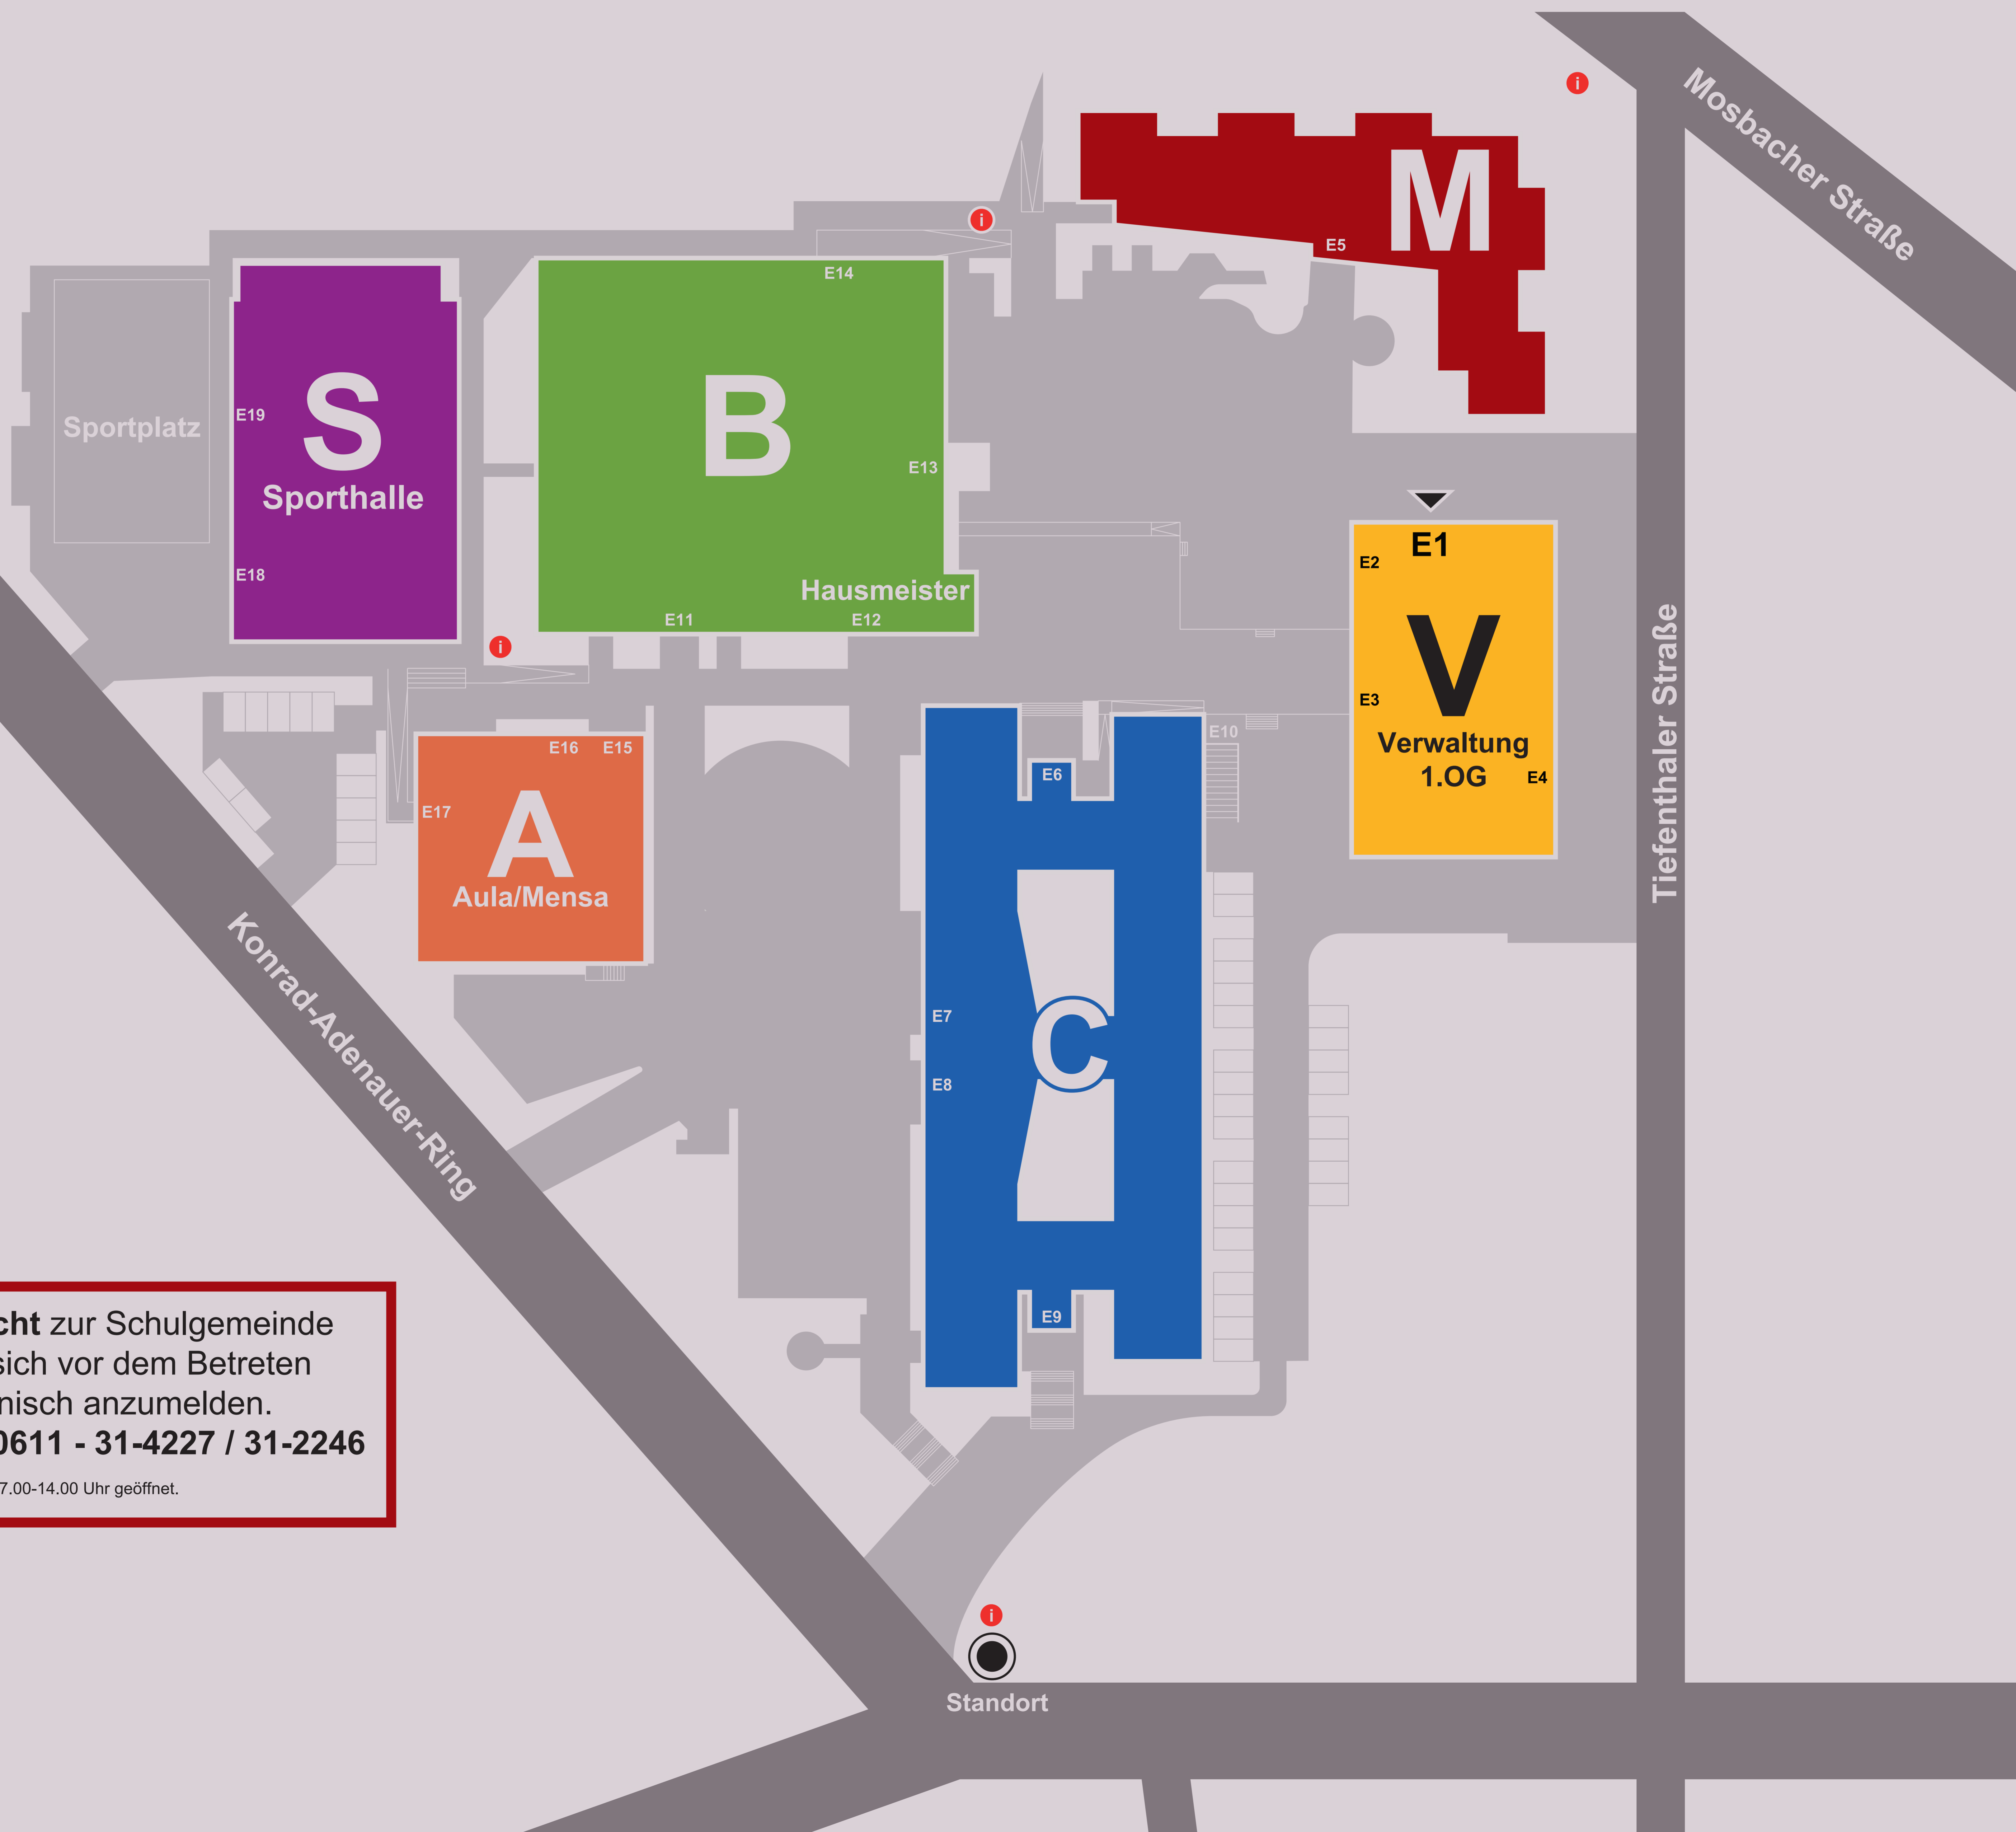 i
Mosbacher Straße
M
E5
i
E14
S
Sporthalle
E19
E18
Sportplatz
B
E13
Hausmeister
E11
E12
i
E1
E2
V
E3
Verwaltung
1.OG
E4
Tiefenthaler Straße
E16
E15
E17
A
Aula/Mensa
E6
E10
E7
C
E8
E9
Konrad-Adenauer-Ring
cht zur Schulgemeinde
sich vor dem Betreten
nisch anzumelden.
0611 - 31-4227 / 31-2246
7.00-14.00 Uhr geöffnet.
i
Standort